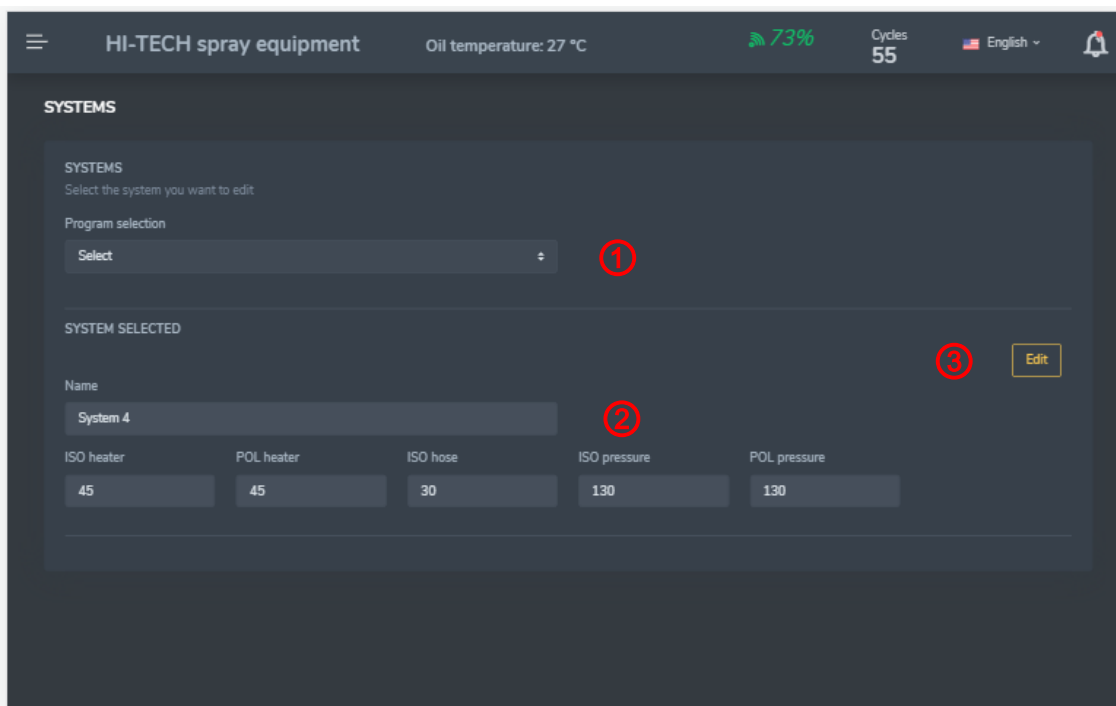 HI-TECH spray equipment Oil temperature: 27 °C 73% Cycles 55 English
SYSTEMS
SYSTEMS
Select the system you want to edit
Program selection
Select
1
SYSTEM SELECTED
3 Edit
Name
System 4
2
ISO heater POL heater ISO hose ISO pressure POL pressure
45 45 30 130 130